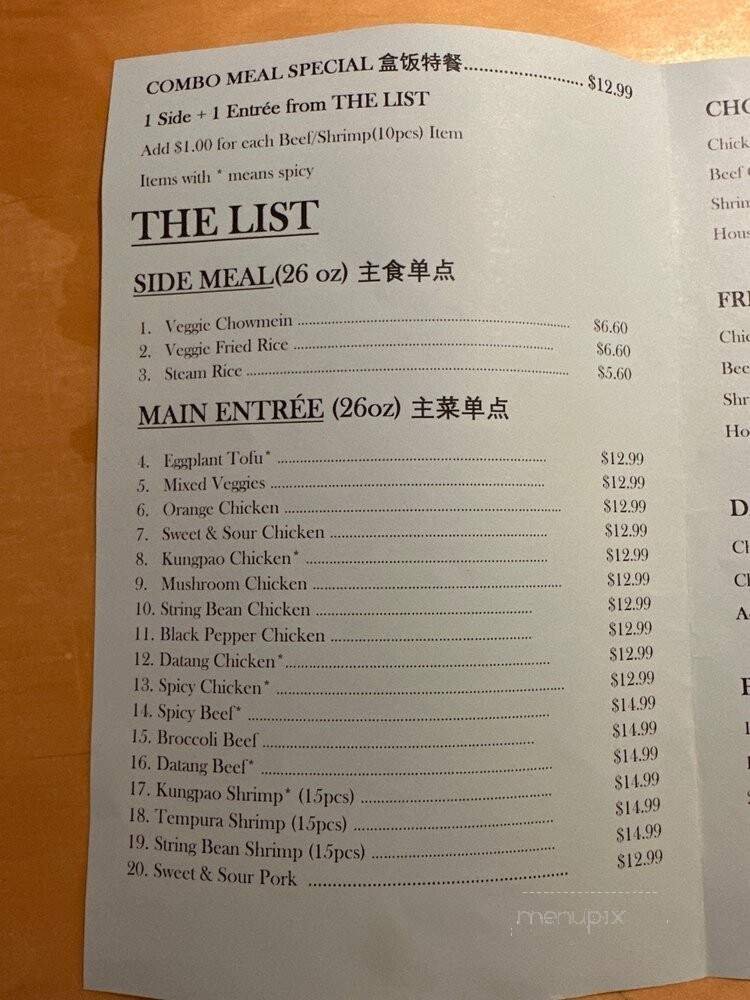 COMBO MEAL SPECIAL 盒饭特餐........................ $12.99
1 Side + 1 Entrée from THE LIST
Add $1.00 for each Beef/Shrimp(10pcs) Item
Items with * means spicy
THE LIST
SIDE MEAL(26 oz) 主食单点
1. Veggie Chowmein ........................ $6.60
2. Veggie Fried Rice ........................ $6.60
3. Steam Rice ........................ $5.60
MAIN ENTRÉE (26oz) 主菜单点
4. Eggplant Tofu* ........................ $12.99
5. Mixed Veggies ........................ $12.99
6. Orange Chicken ........................ $12.99
7. Sweet & Sour Chicken ........................ $12.99
8. Kungpao Chicken* ........................ $12.99
9. Mushroom Chicken ........................ $12.99
10. String Bean Chicken ........................ $12.99
11. Black Pepper Chicken ........................ $12.99
12. Datang Chicken*........................ $12.99
13. Spicy Chicken* ........................ $12.99
14. Spicy Beef* ........................ $14.99
15. Broccoli Beef ........................ $14.99
16. Datang Beef* ........................ $14.99
17. Kungpao Shrimp* (15pcs) ........................ $14.99
18. Tempura Shrimp (15pcs) ........................ $14.99
19. String Bean Shrimp (15pcs) ........................ $14.99
20. Sweet & Sour Pork ........................ $12.99
menupix
Beef